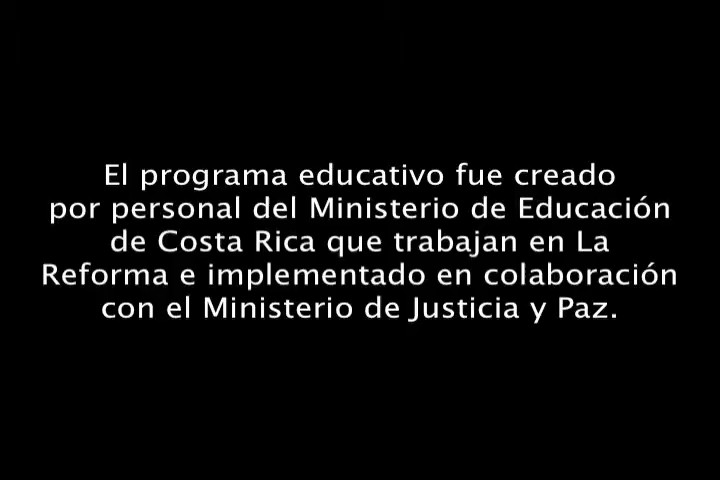 El programa educativo fue creado
por personal del Ministerio de Educación
de Costa Rica que trabajan en La
Reforma e implementado en colaboración
con el Ministerio de Justicia y Paz.